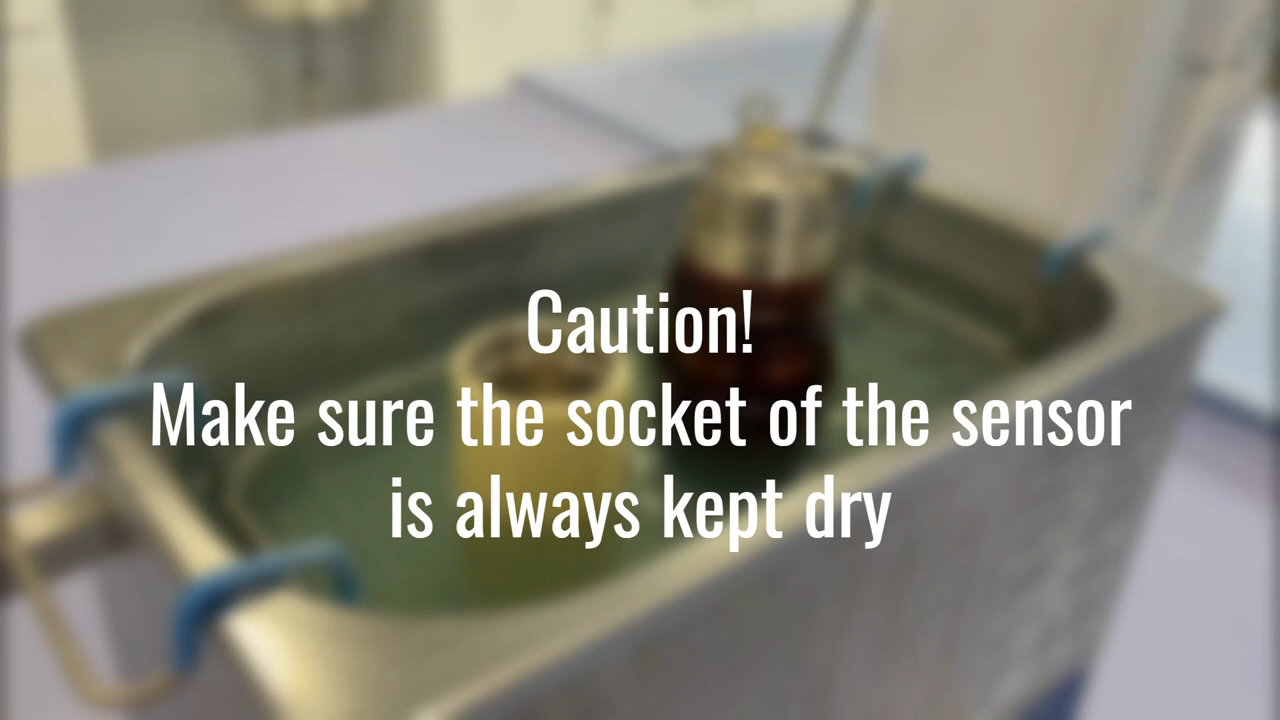 Caution!
Make sure the socket of the sensor
is always kept dry